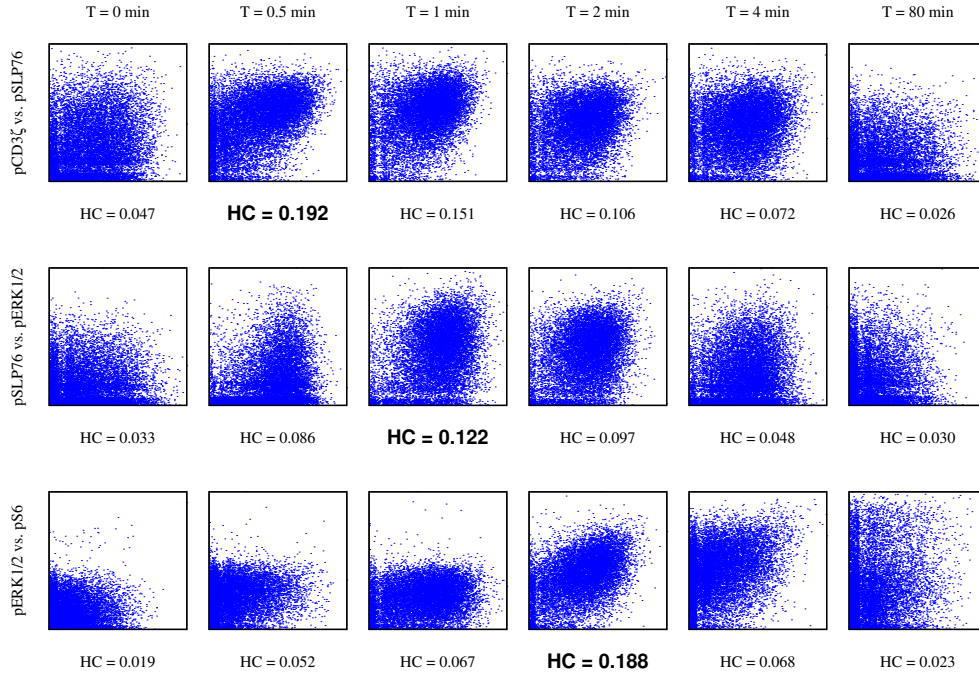 T = 0 min T = 0.5 min T = 1 min T = 2 min T = 4 min T = 80 min
pCD3ζ vs. pSLP76
HC = 0.047 HC = 0.192 HC = 0.151 HC = 0.106 HC = 0.072 HC = 0.026
pSLP76 vs. pERK1/2
HC = 0.033 HC = 0.086 HC = 0.122 HC = 0.097 HC = 0.048 HC = 0.030
pERK1/2 vs. pS6
HC = 0.019 HC = 0.052 HC = 0.067 HC = 0.188 HC = 0.068 HC = 0.023